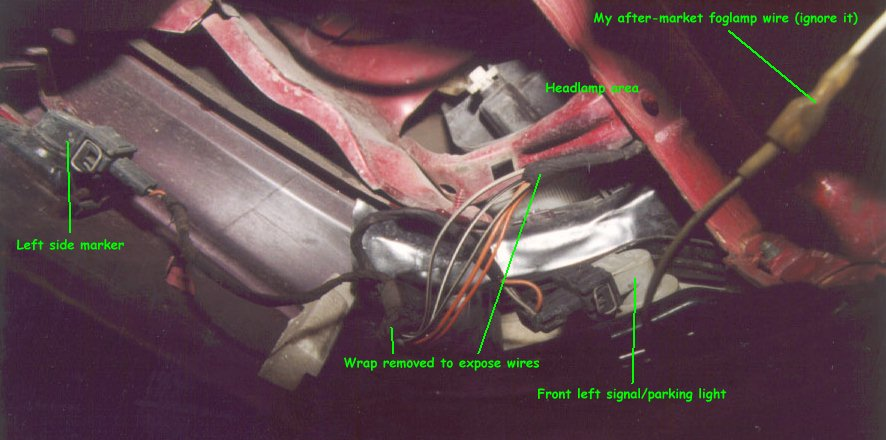 My after-market foglamp wire (ignore it)
Headlamp area
Left side marker
Wrap removed to expose wires
Front left signal/parking light